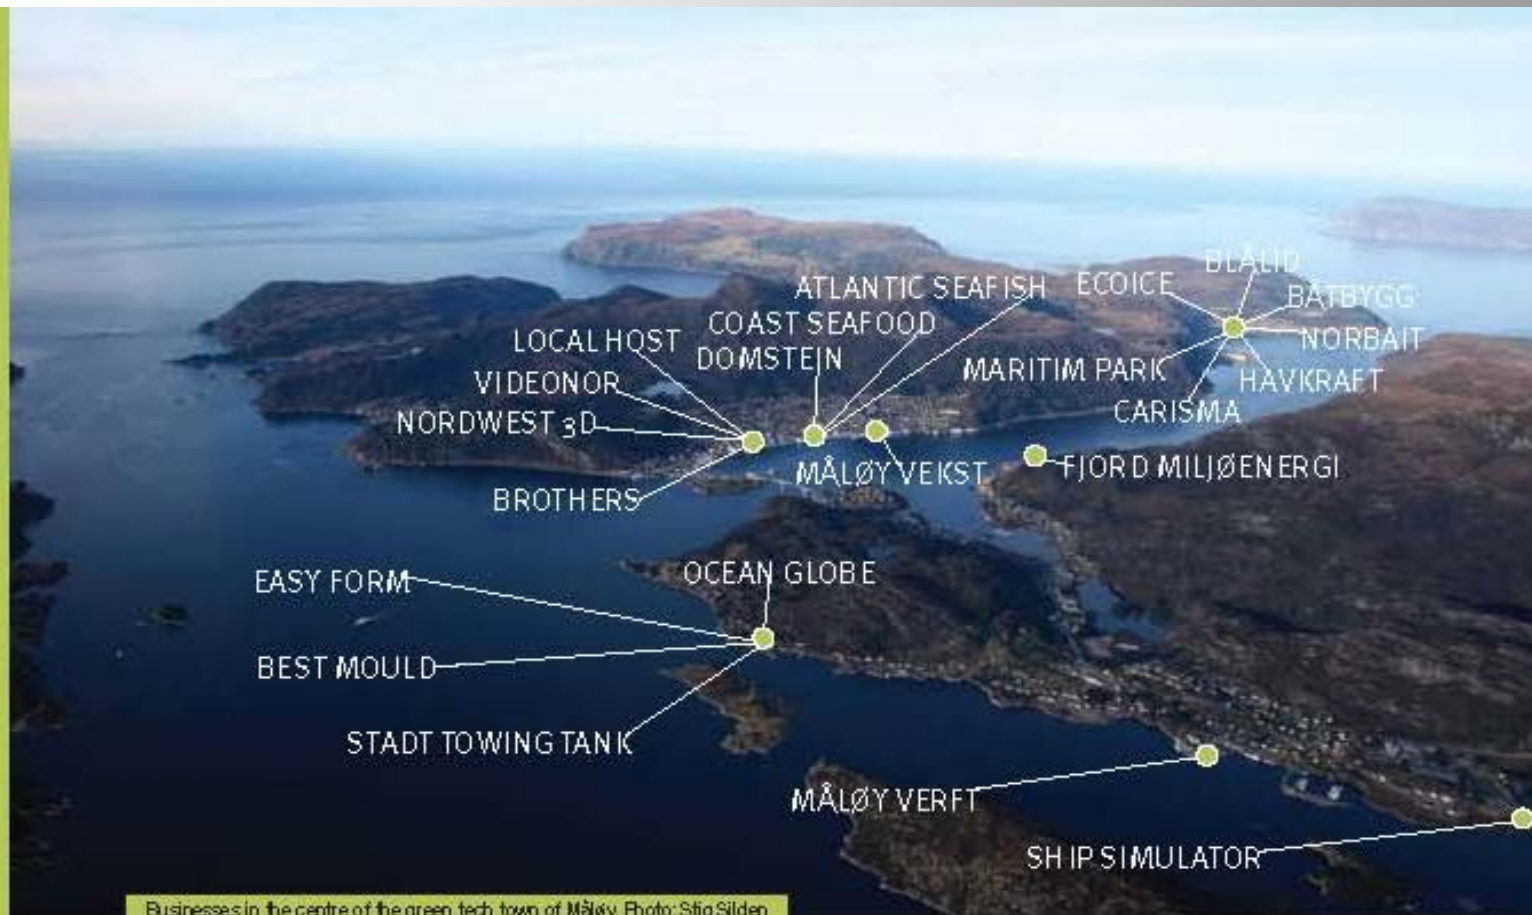 BLÅLID
ATLANTIC SEAFISH
ECOICE
BÅTBYGG
COAST SEAFOOD
LOCALHOST
NORBAIT
DOMSTEIN
MARITIM PARK
HAVKRAFT
VIDEONOR
CARISMA
NORDWEST 3D
MÅLØY VEKST
FJORD MILJØENERGI
BROTHERS
OCEAN GLOBE
EASY FORM
BEST MOULD
STADT TOWING TANK
MÅLØY VERFT
SHIP SIMULATOR
Businesses in the centre of the green tech town of Måløy. Photo: Stig Silden